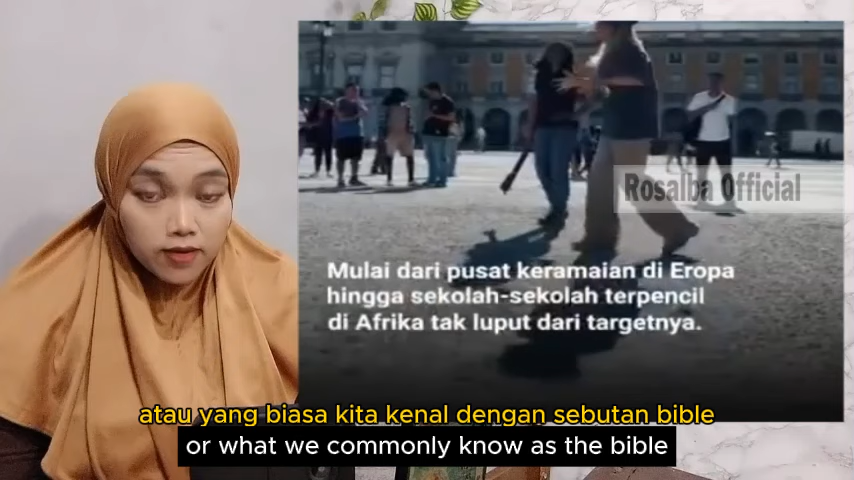 Rosalba Official
Mulai dari pusat keramaian di Eropa
hingga sekolah-sekolah terpencil
di Afrika tak luput dari targetnya.
atau yang biasa kita kenal dengan sebutan bible
or what we commonly know as the bible